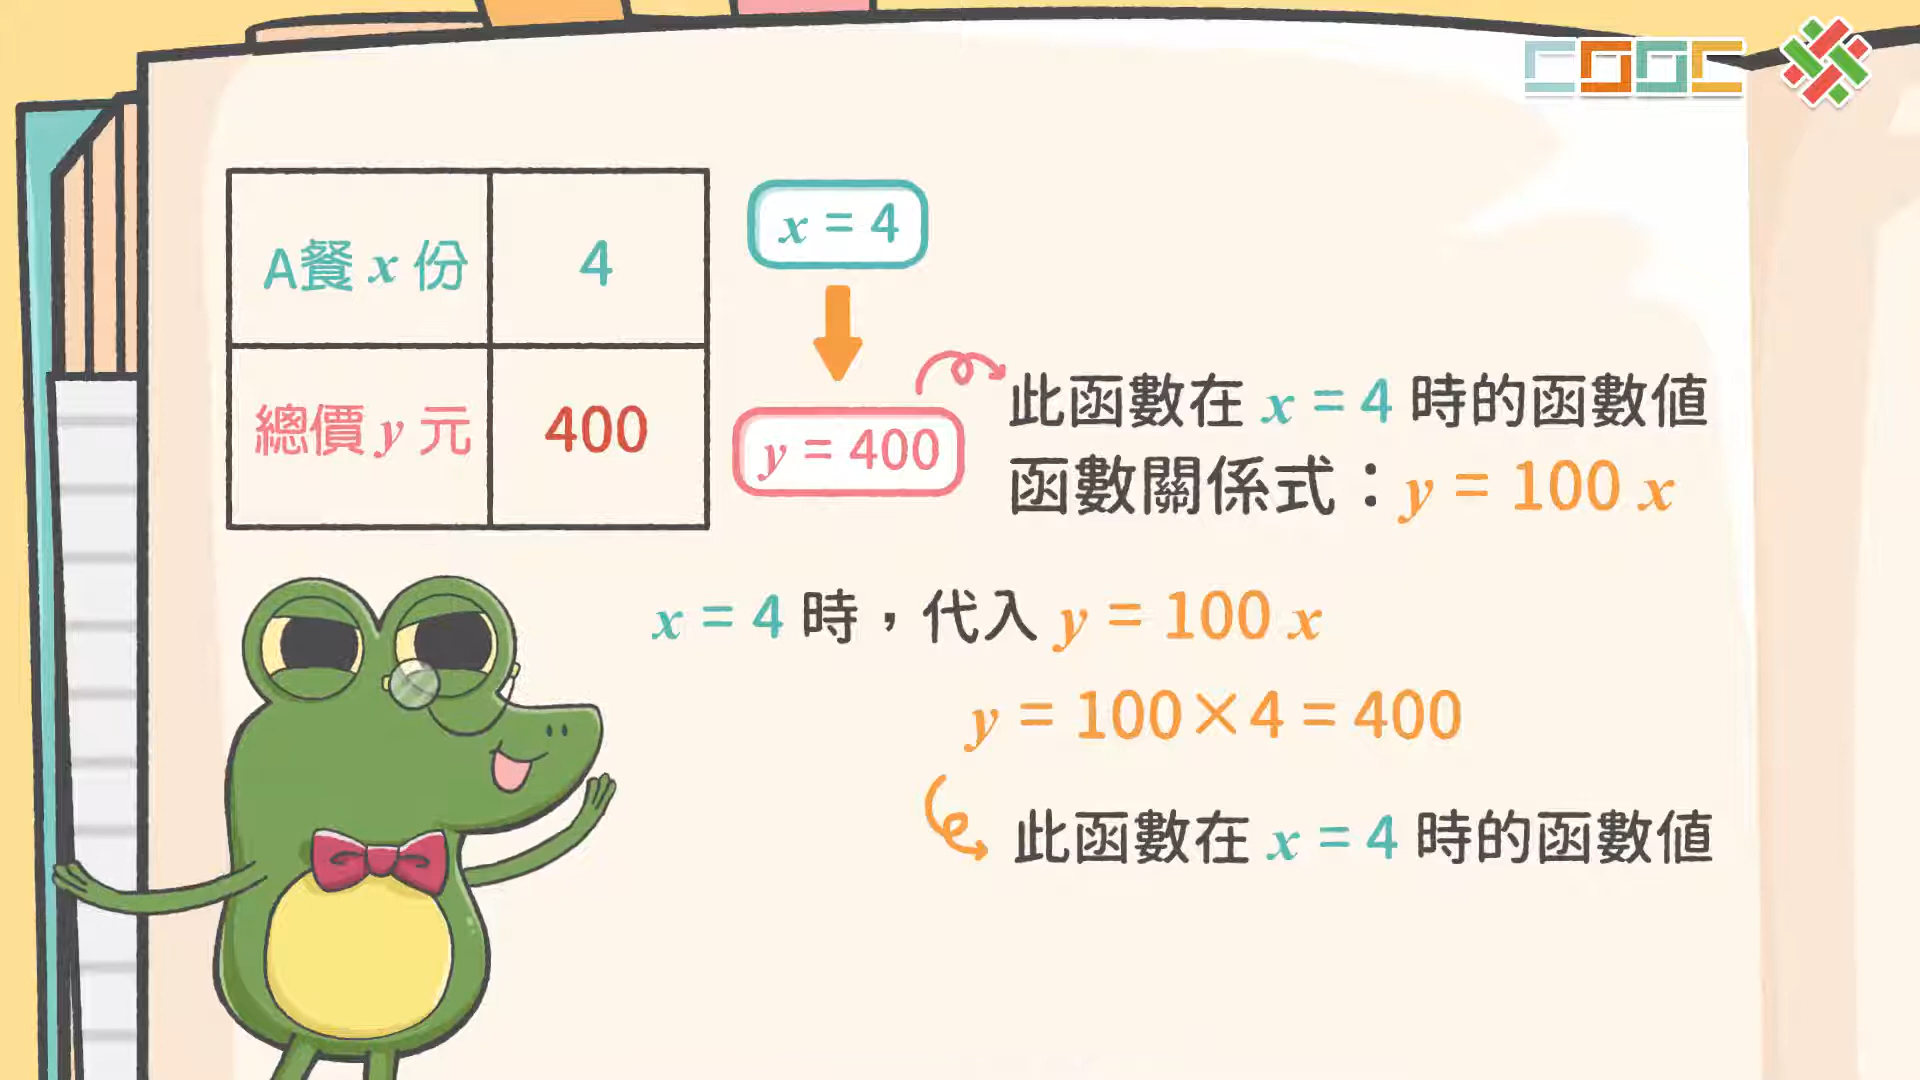 COOC
A餐 x 份 4
總價 y 元 400
x = 4
y = 400
此函數在 x = 4 時的函數值
函數關係式：y = 100 x
x = 4 時，代入 y = 100 x
y = 100×4 = 400
此函數在 x = 4 時的函數值